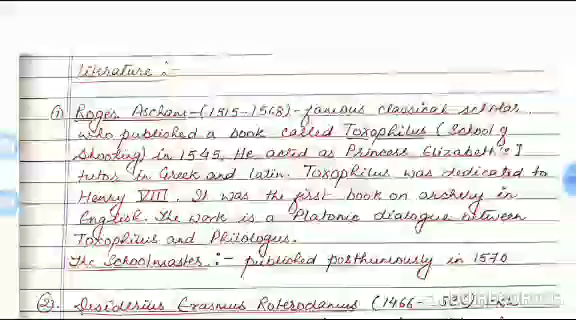 Literature :-
① Roger Ascham - (1515-1568) - famous classical scholar
who published a book called Toxophilus (School of
Shooting) in 1545. He acted as Princess Elizabeth's I
tutor in Greek and latin. Toxophilus was dedicated to
Henry VIII. It was the first book on archery in
English. The work is a Platonic dialogue between
Toxophilus and Philologus.
The Schoolmaster :- published posthumously in 1570
②. Desiderius Erasmus Roterodamus (1466-